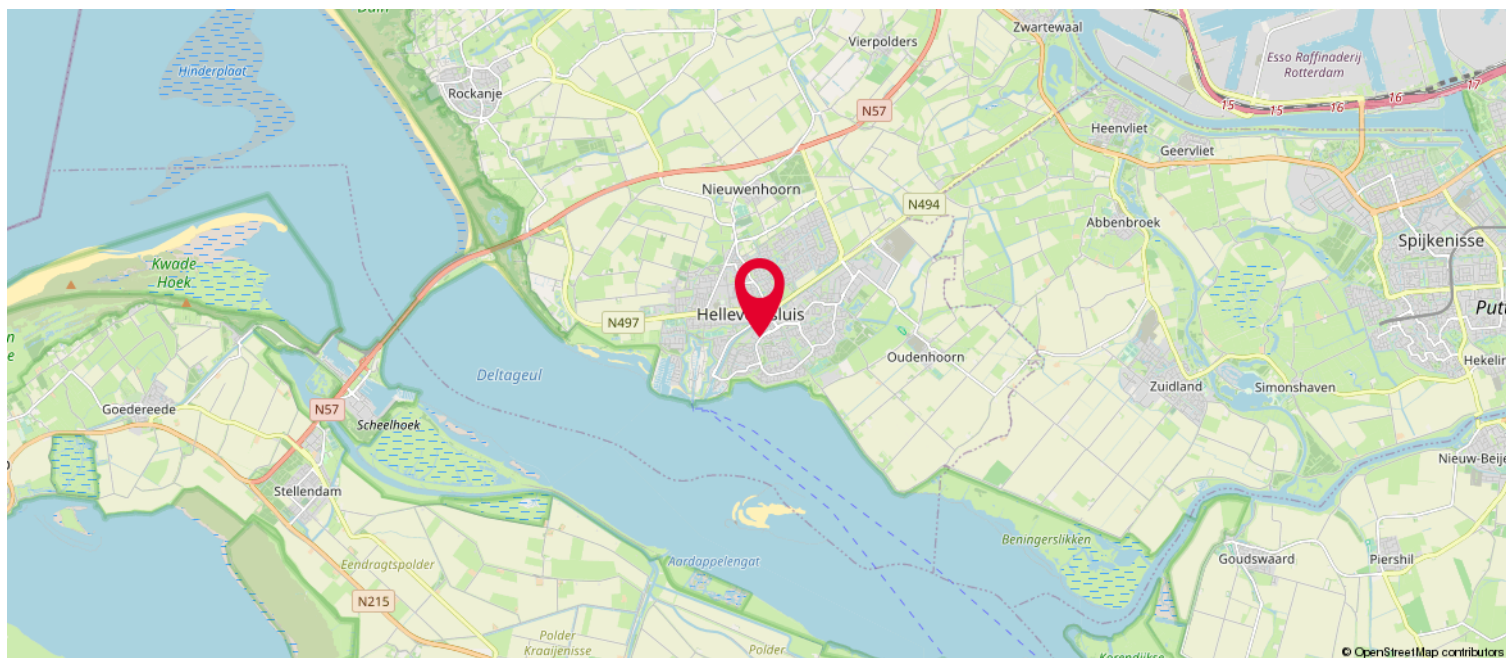 Duin
Hinderplaat
Rockanje
Vierpolders
Zwartewaal
Esso Raffinaderij
Rotterdam
15
15
16
16
17
N57
Heenvliet
Geervliet
Nieuwenhoorn
N494
Abbenbroek
Spijkenisse
Kwade
Hoek
N497
Oudenhoorn
Deltageul
Zuidland
Simonshaven
Goedereede
N57
Scheelhoek
Stellendam
Eendragtspolder
N215
Aardappelengat
Beningerslikken
Goudswaard
Piershil
Polder
Kraaijenisse
Polder
© OpenStreetMap contributors